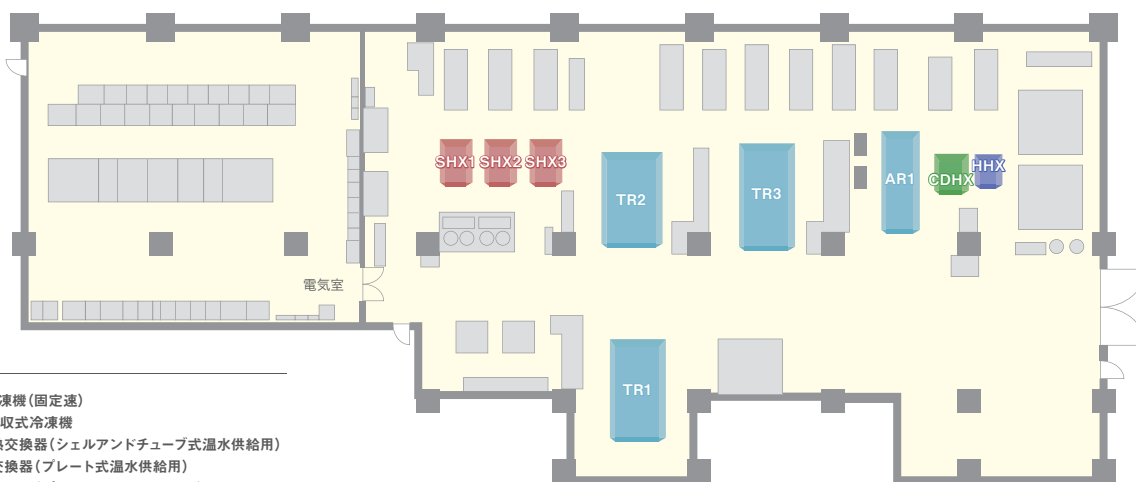 SHX1 SHX2 SHX3
TR2
TR3
AR1
CDHX
HHX
電気室
TR1
凍機(固定速)
収式冷凍機
交換器(シェルアンドチューブ式温水供給用)
交換器(プレート式温水供給用)